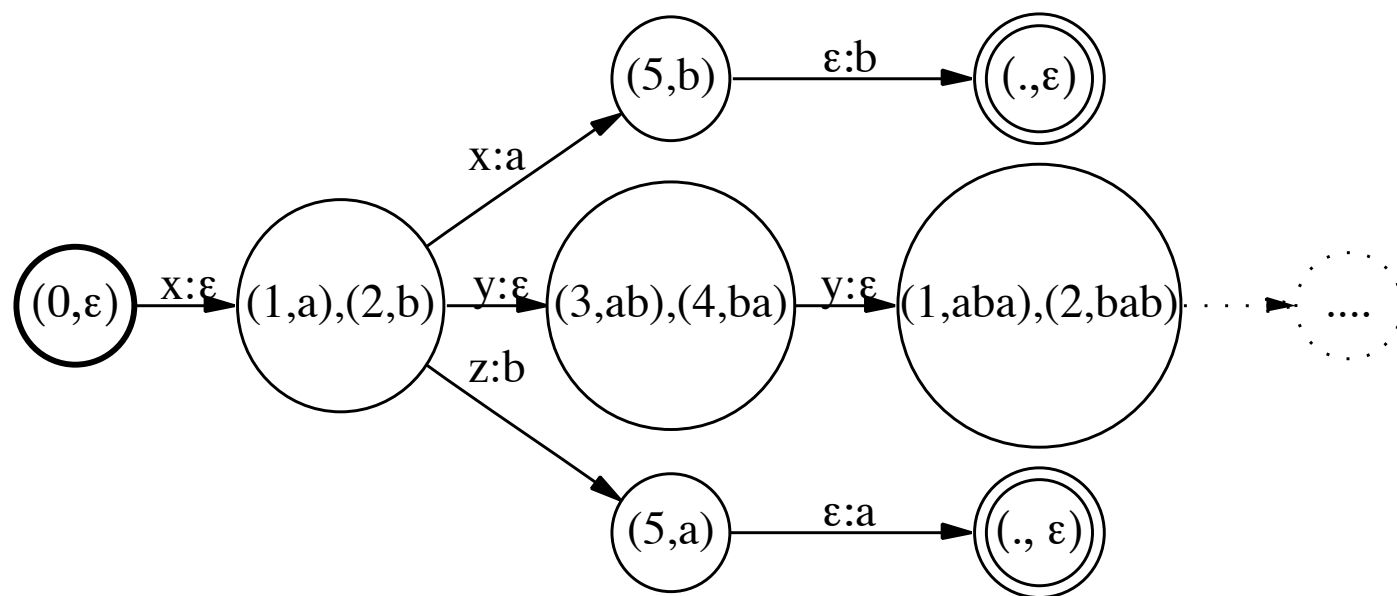 (5,b)
ε:b
(.,ε)
x:a
(0,ε)
x:ε
(1,a),(2,b)
y:ε
(3,ab),(4,ba)
y:ε
(1,aba),(2,bab)
....
z:b
(5,a)
ε:a
(., ε)